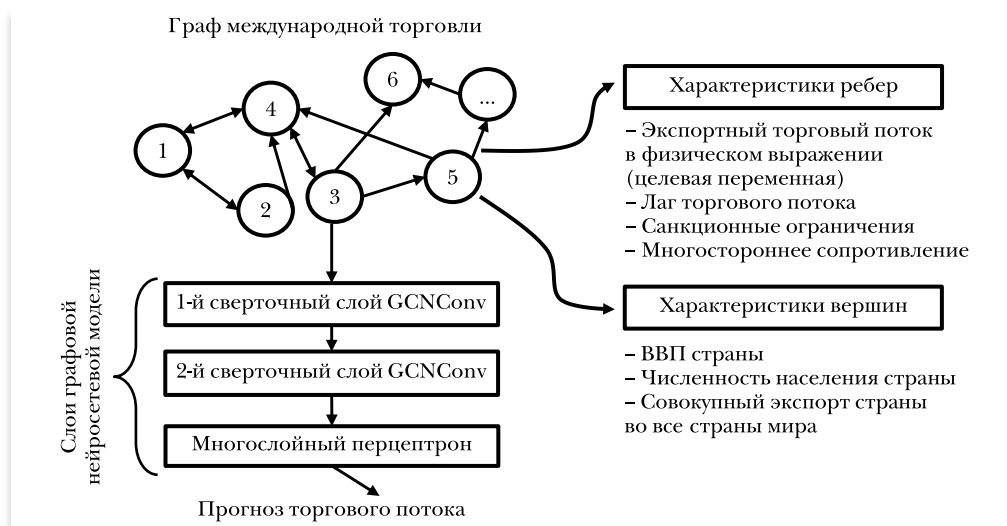 Граф международной торговли
6
...
4
1
5
3
2
Характеристики ребер
– Экспортный торговый поток
в физическом выражении
(целевая переменная)
– Лаг торгового потока
– Санкционные ограничения
– Многостороннее сопротивление
Слои графовой
нейросетевой модели
1-й сверточный слой GCNConv
2-й сверточный слой GCNConv
Многослойный перцептрон
Прогноз торгового потока
Характеристики вершин
– ВВП страны
– Численность населения страны
– Совокупный экспорт страны
во все страны мира